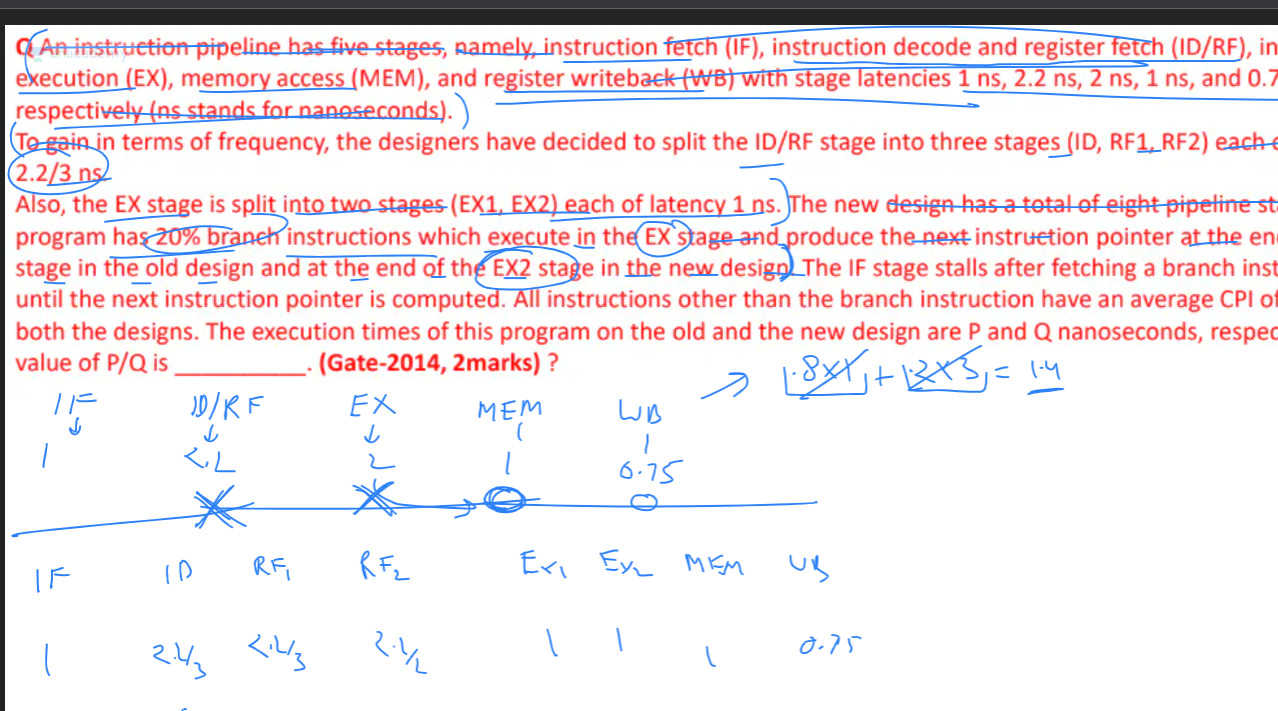 Q An instruction pipeline has five stages, namely, instruction fetch (IF), instruction decode and register fetch (ID/RF), in
execution (EX), memory access (MEM), and register writeback (WB) with stage latencies 1 ns, 2.2 ns, 2 ns, 1 ns, and 0.7
respectively (ns stands for nanoseconds).
To gain in terms of frequency, the designers have decided to split the ID/RF stage into three stages (ID, RF1, RF2) each
2.2/3 ns.
Also, the EX stage is split into two stages (EX1, EX2) each of latency 1 ns. The new design has a total of eight pipeline st
program has 20% branch instructions which execute in the EX stage and produce the next instruction pointer at the en
stage in the old design and at the end of the EX2 stage in the new design. The IF stage stalls after fetching a branch inst
until the next instruction pointer is computed. All instructions other than the branch instruction have an average CPI of
both the designs. The execution times of this program on the old and the new design are P and Q nanoseconds, respec
value of P/Q is __________. (Gate-2014, 2marks) ?
.8x1 + .2x3 = 1.4
IF ID/RF EX MEM WB
1 2.2 2 1 0.75
IF ID RF1 RF2 Ex1 Ex2 MEM WB
1 2.2/3 2.2/3 2.2/2 1 1 1 0.75